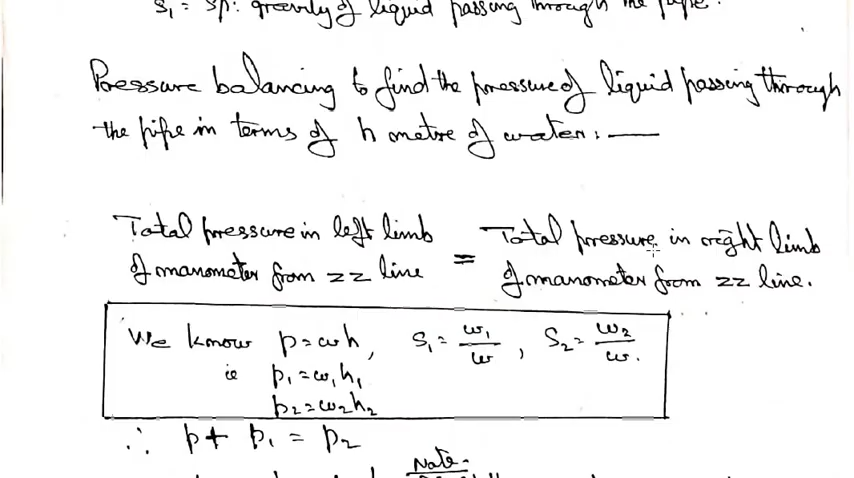 S₁ = Sp. gravity of liquid passing through the pipe.
Pressure balancing to find the pressure of liquid passing through
the pipe in terms of h metre of water: —
Total pressure in left limb = Total pressure in right limb
of manometer from zz line of manometer from zz line.
We know p = wh, S₁ = w₁/w, S₂ = w₂/w.
ie p₁ = w₁h₁
p₂ = w₂h₂
∴ p + p₁ = p₂
Note -